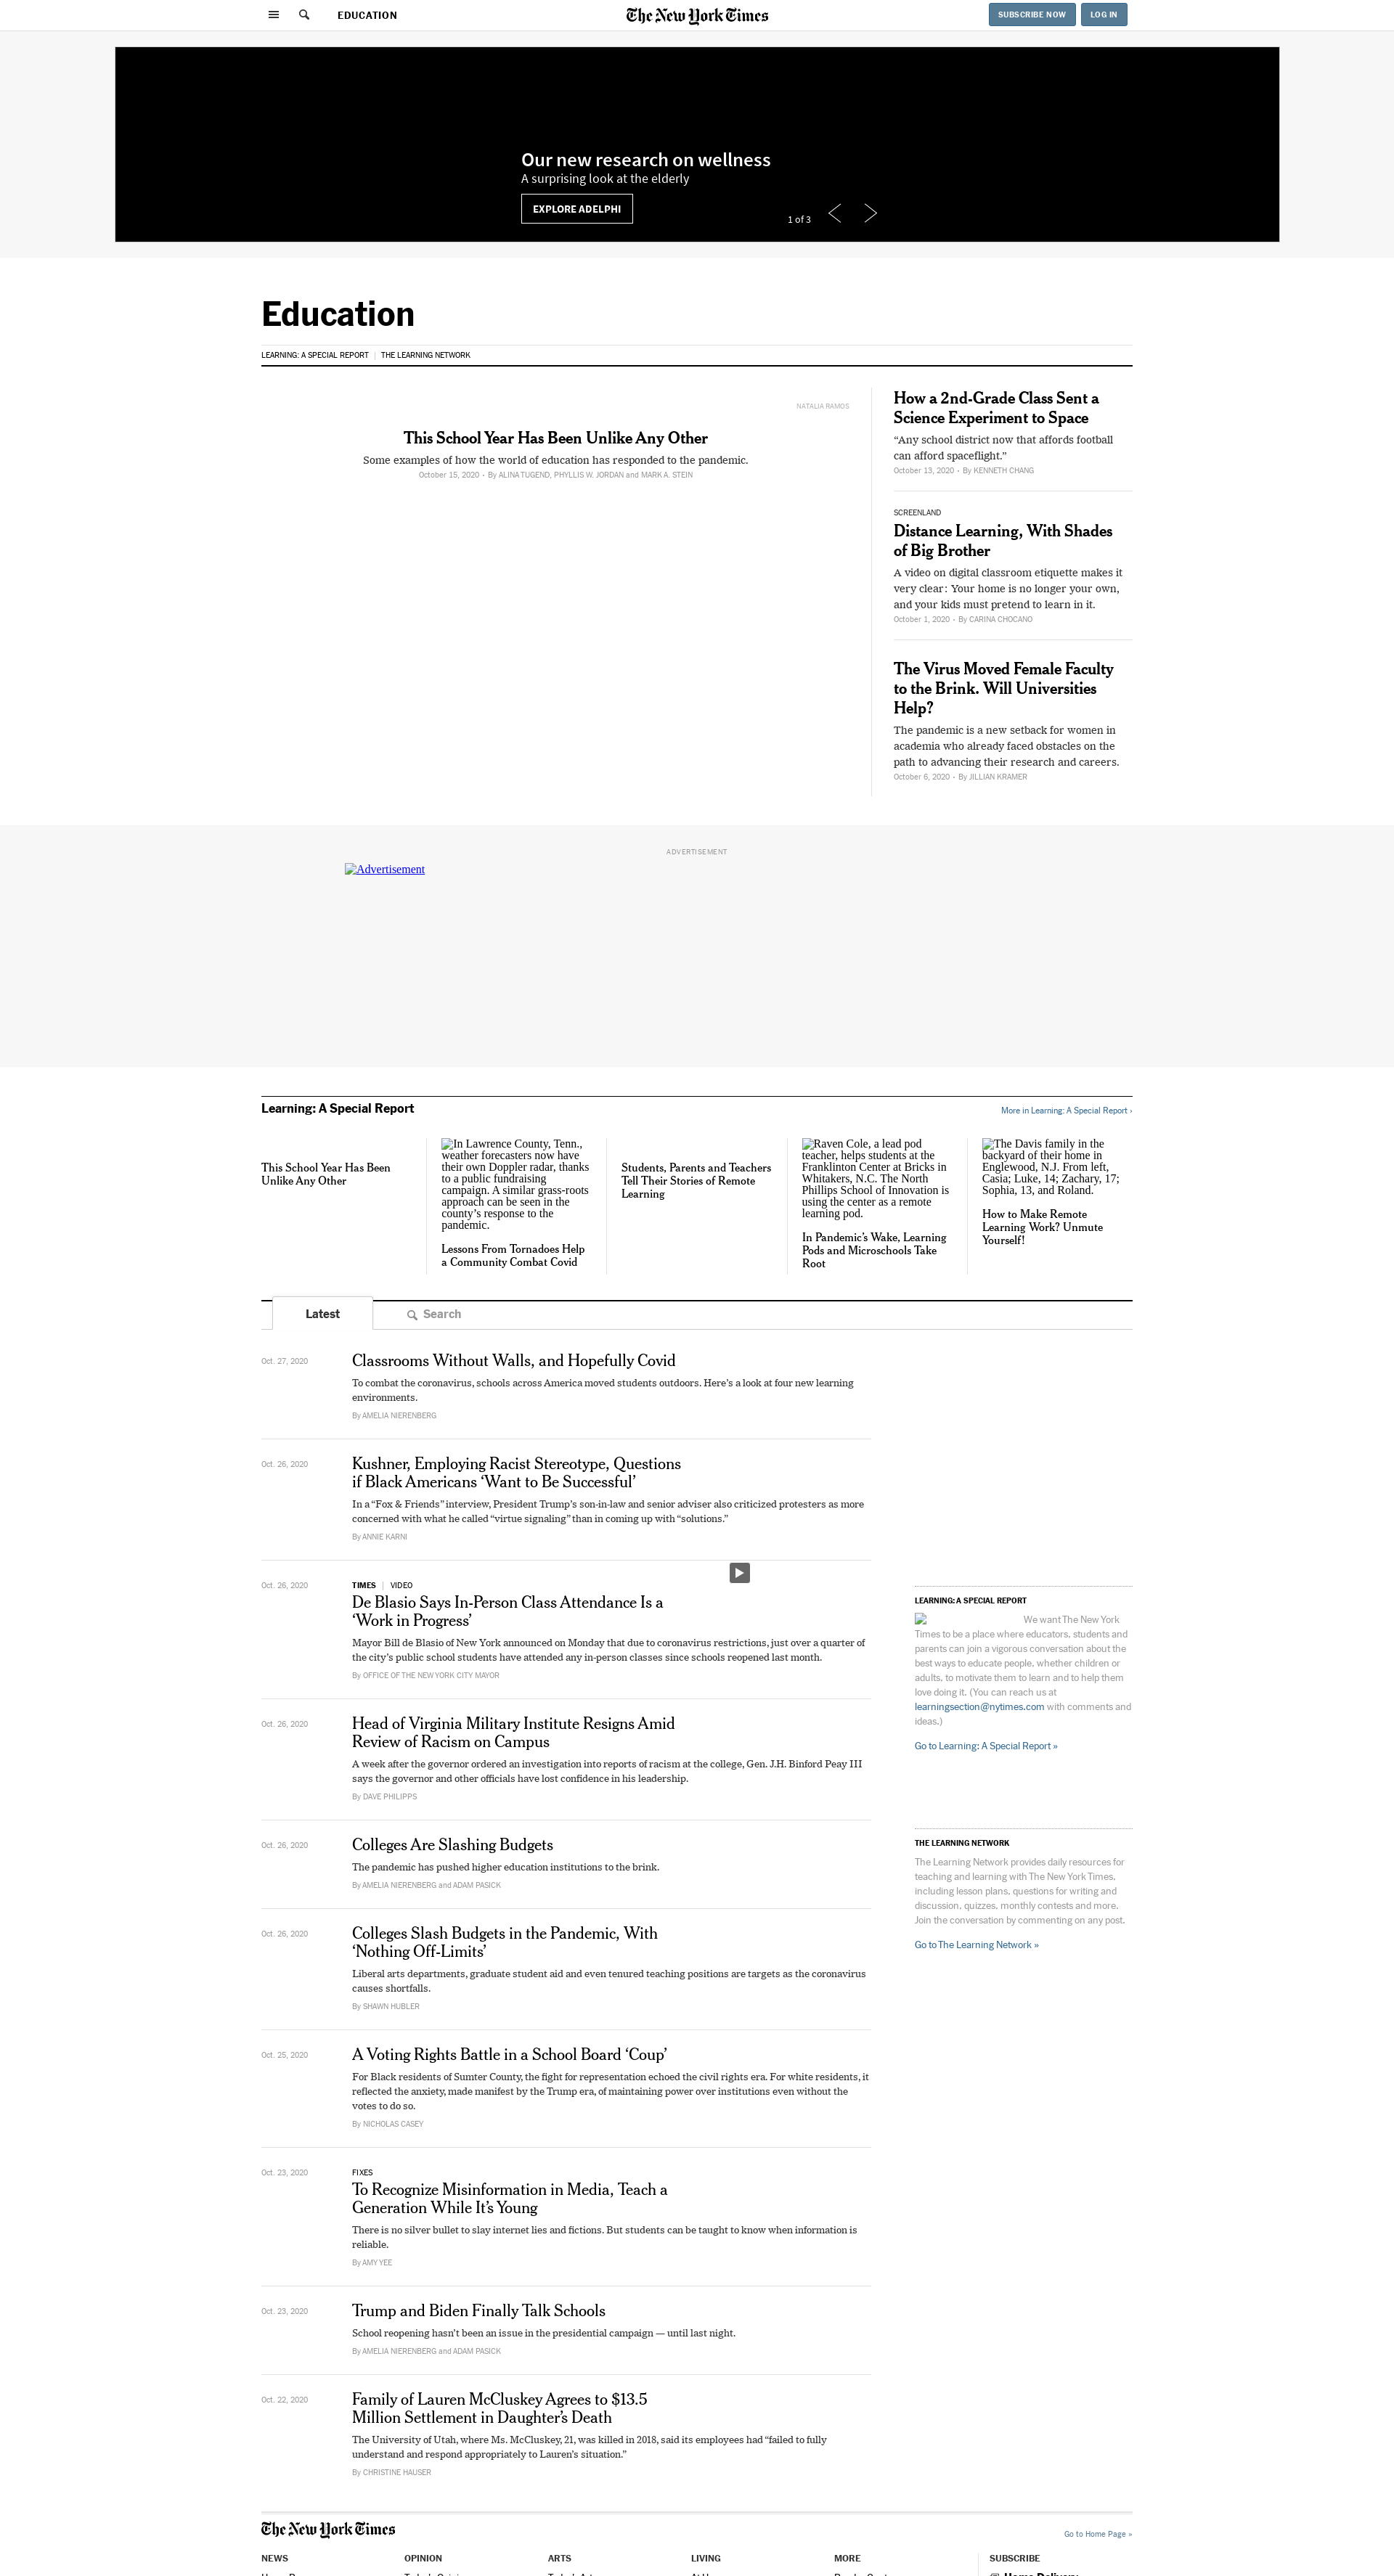 EDUCATION
The New York Times
SUBSCRIBE NOW
LOG IN
Our new research on wellness
A surprising look at the elderly
EXPLORE ADELPHI
1 of 3
Education
LEARNING: A SPECIAL REPORT | THE LEARNING NETWORK
NATALIA RAMOS
This School Year Has Been Unlike Any Other
Some examples of how the world of education has responded to the pandemic.
October 15, 2020 • By ALINA TUGEND, PHYLLIS W. JORDAN and MARK A. STEIN
How a 2nd-Grade Class Sent a
Science Experiment to Space
“Any school district now that affords football
can afford spaceflight.”
October 13, 2020 • By KENNETH CHANG
SCREENLAND
Distance Learning, With Shades
of Big Brother
A video on digital classroom etiquette makes it
very clear: Your home is no longer your own,
and your kids must pretend to learn in it.
October 1, 2020 • By CARINA CHOCANO
The Virus Moved Female Faculty
to the Brink. Will Universities
Help?
The pandemic is a new setback for women in
academia who already faced obstacles on the
path to advancing their research and careers.
October 6, 2020 • By JILLIAN KRAMER
ADVERTISEMENT
Advertisement
Learning: A Special Report
More in Learning: A Special Report ›
This School Year Has Been
Unlike Any Other
In Lawrence County, Tenn.,
weather forecasters now have
their own Doppler radar, thanks
to a public fundraising
campaign. A similar grass-roots
approach can be seen in the
county’s response to the
pandemic.
Lessons From Tornadoes Help
a Community Combat Covid
Students, Parents and Teachers
Tell Their Stories of Remote
Learning
Raven Cole, a lead pod
teacher, helps students at the
Franklinton Center at Bricks in
Whitakers, N.C. The North
Phillips School of Innovation is
using the center as a remote
learning pod.
In Pandemic’s Wake, Learning
Pods and Microschools Take
Root
The Davis family in the
backyard of their home in
Englewood, N.J. From left,
Casia; Luke, 14; Zachary, 17;
Sophia, 13, and Roland.
How to Make Remote
Learning Work? Unmute
Yourself!
Latest
Search
Oct. 27, 2020
Classrooms Without Walls, and Hopefully Covid
To combat the coronavirus, schools across America moved students outdoors. Here’s a look at four new learning
environments.
By AMELIA NIERENBERG
Oct. 26, 2020
Kushner, Employing Racist Stereotype, Questions
if Black Americans ‘Want to Be Successful’
In a “Fox & Friends” interview, President Trump’s son-in-law and senior adviser also criticized protesters as more
concerned with what he called “virtue signaling” than in coming up with “solutions.”
By ANNIE KARNI
Oct. 26, 2020
TIMES | VIDEO
De Blasio Says In-Person Class Attendance Is a
‘Work in Progress’
Mayor Bill de Blasio of New York announced on Monday that due to coronavirus restrictions, just over a quarter of
the city’s public school students have attended any in-person classes since schools reopened last month.
By OFFICE OF THE NEW YORK CITY MAYOR
Oct. 26, 2020
Head of Virginia Military Institute Resigns Amid
Review of Racism on Campus
A week after the governor ordered an investigation into reports of racism at the college, Gen. J.H. Binford Peay III
says the governor and other officials have lost confidence in his leadership.
By DAVE PHILIPPS
Oct. 26, 2020
Colleges Are Slashing Budgets
The pandemic has pushed higher education institutions to the brink.
By AMELIA NIERENBERG and ADAM PASICK
Oct. 26, 2020
Colleges Slash Budgets in the Pandemic, With
‘Nothing Off-Limits’
Liberal arts departments, graduate student aid and even tenured teaching positions are targets as the coronavirus
causes shortfalls.
By SHAWN HUBLER
Oct. 25, 2020
A Voting Rights Battle in a School Board ‘Coup’
For Black residents of Sumter County, the fight for representation echoed the civil rights era. For white residents, it
reflected the anxiety, made manifest by the Trump era, of maintaining power over institutions even without the
votes to do so.
By NICHOLAS CASEY
Oct. 23, 2020
FIXES
To Recognize Misinformation in Media, Teach a
Generation While It’s Young
There is no silver bullet to slay internet lies and fictions. But students can be taught to know when information is
reliable.
By AMY YEE
Oct. 23, 2020
Trump and Biden Finally Talk Schools
School reopening hasn’t been an issue in the presidential campaign — until last night.
By AMELIA NIERENBERG and ADAM PASICK
Oct. 22, 2020
Family of Lauren McCluskey Agrees to $13.5
Million Settlement in Daughter’s Death
The University of Utah, where Ms. McCluskey, 21, was killed in 2018, said its employees had “failed to fully
understand and respond appropriately to Lauren’s situation.”
By CHRISTINE HAUSER
LEARNING: A SPECIAL REPORT
We want The New York
Times to be a place where educators, students and
parents can join a vigorous conversation about the
best ways to educate people, whether children or
adults, to motivate them to learn and to help them
love doing it. (You can reach us at
learningsection@nytimes.com with comments and
ideas.)
Go to Learning: A Special Report »
THE LEARNING NETWORK
The Learning Network provides daily resources for
teaching and learning with The New York Times,
including lesson plans, questions for writing and
discussion, quizzes, monthly contests and more.
Join the conversation by commenting on any post.
Go to The Learning Network »
The New York Times
Go to Home Page »
NEWS
OPINION
ARTS
LIVING
MORE
SUBSCRIBE